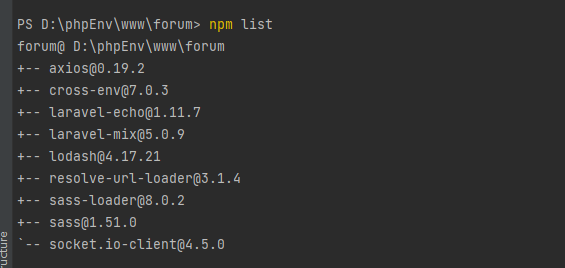 PS D:\phpEnv\www\forum> npm list
forum@ D:\phpEnv\www\forum
+-- axios@0.19.2
+-- cross-env@7.0.3
+-- laravel-echo@1.11.7
+-- laravel-mix@5.0.9
+-- lodash@4.17.21
+-- resolve-url-loader@3.1.4
+-- sass-loader@8.0.2
+-- sass@1.51.0
`-- socket.io-client@4.5.0
ructure